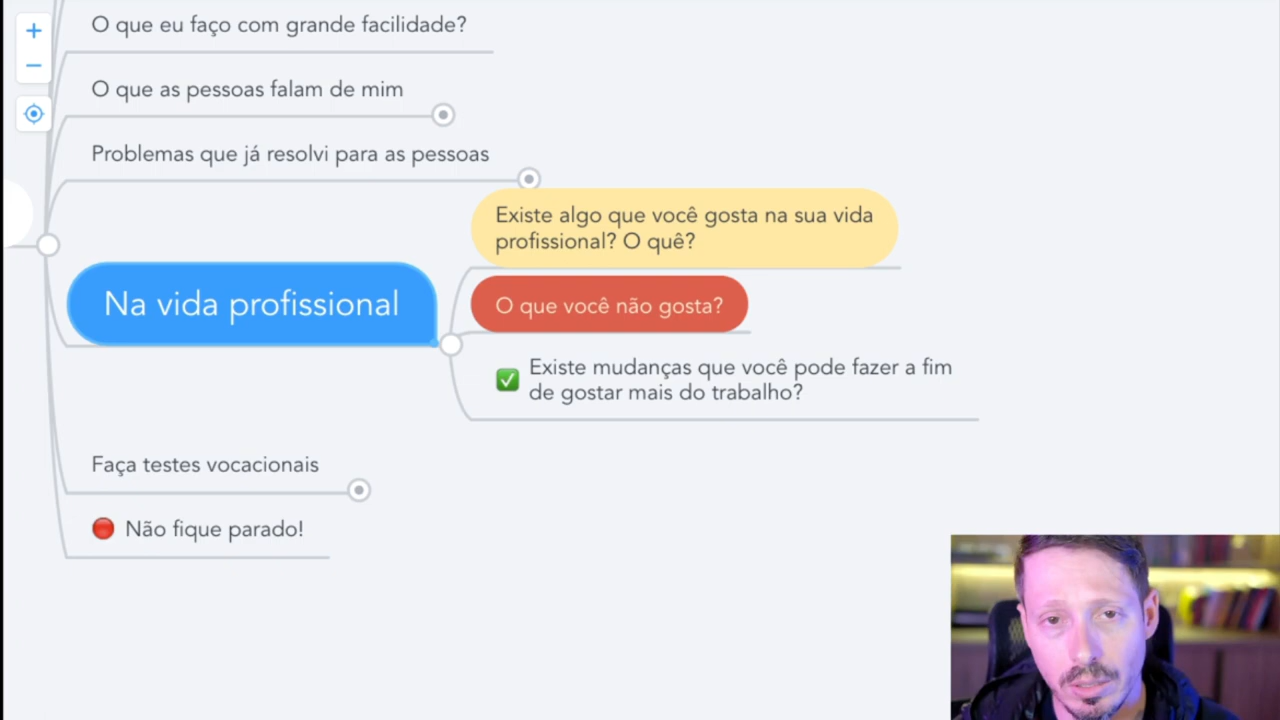 O que eu faço com grande facilidade?
O que as pessoas falam de mim
Problemas que já resolvi para as pessoas
Existe algo que você gosta na sua vida
profissional? O quê?
Na vida profissional
O que você não gosta?
Existe mudanças que você pode fazer a fim
de gostar mais do trabalho?
Faça testes vocacionais
Não fique parado!